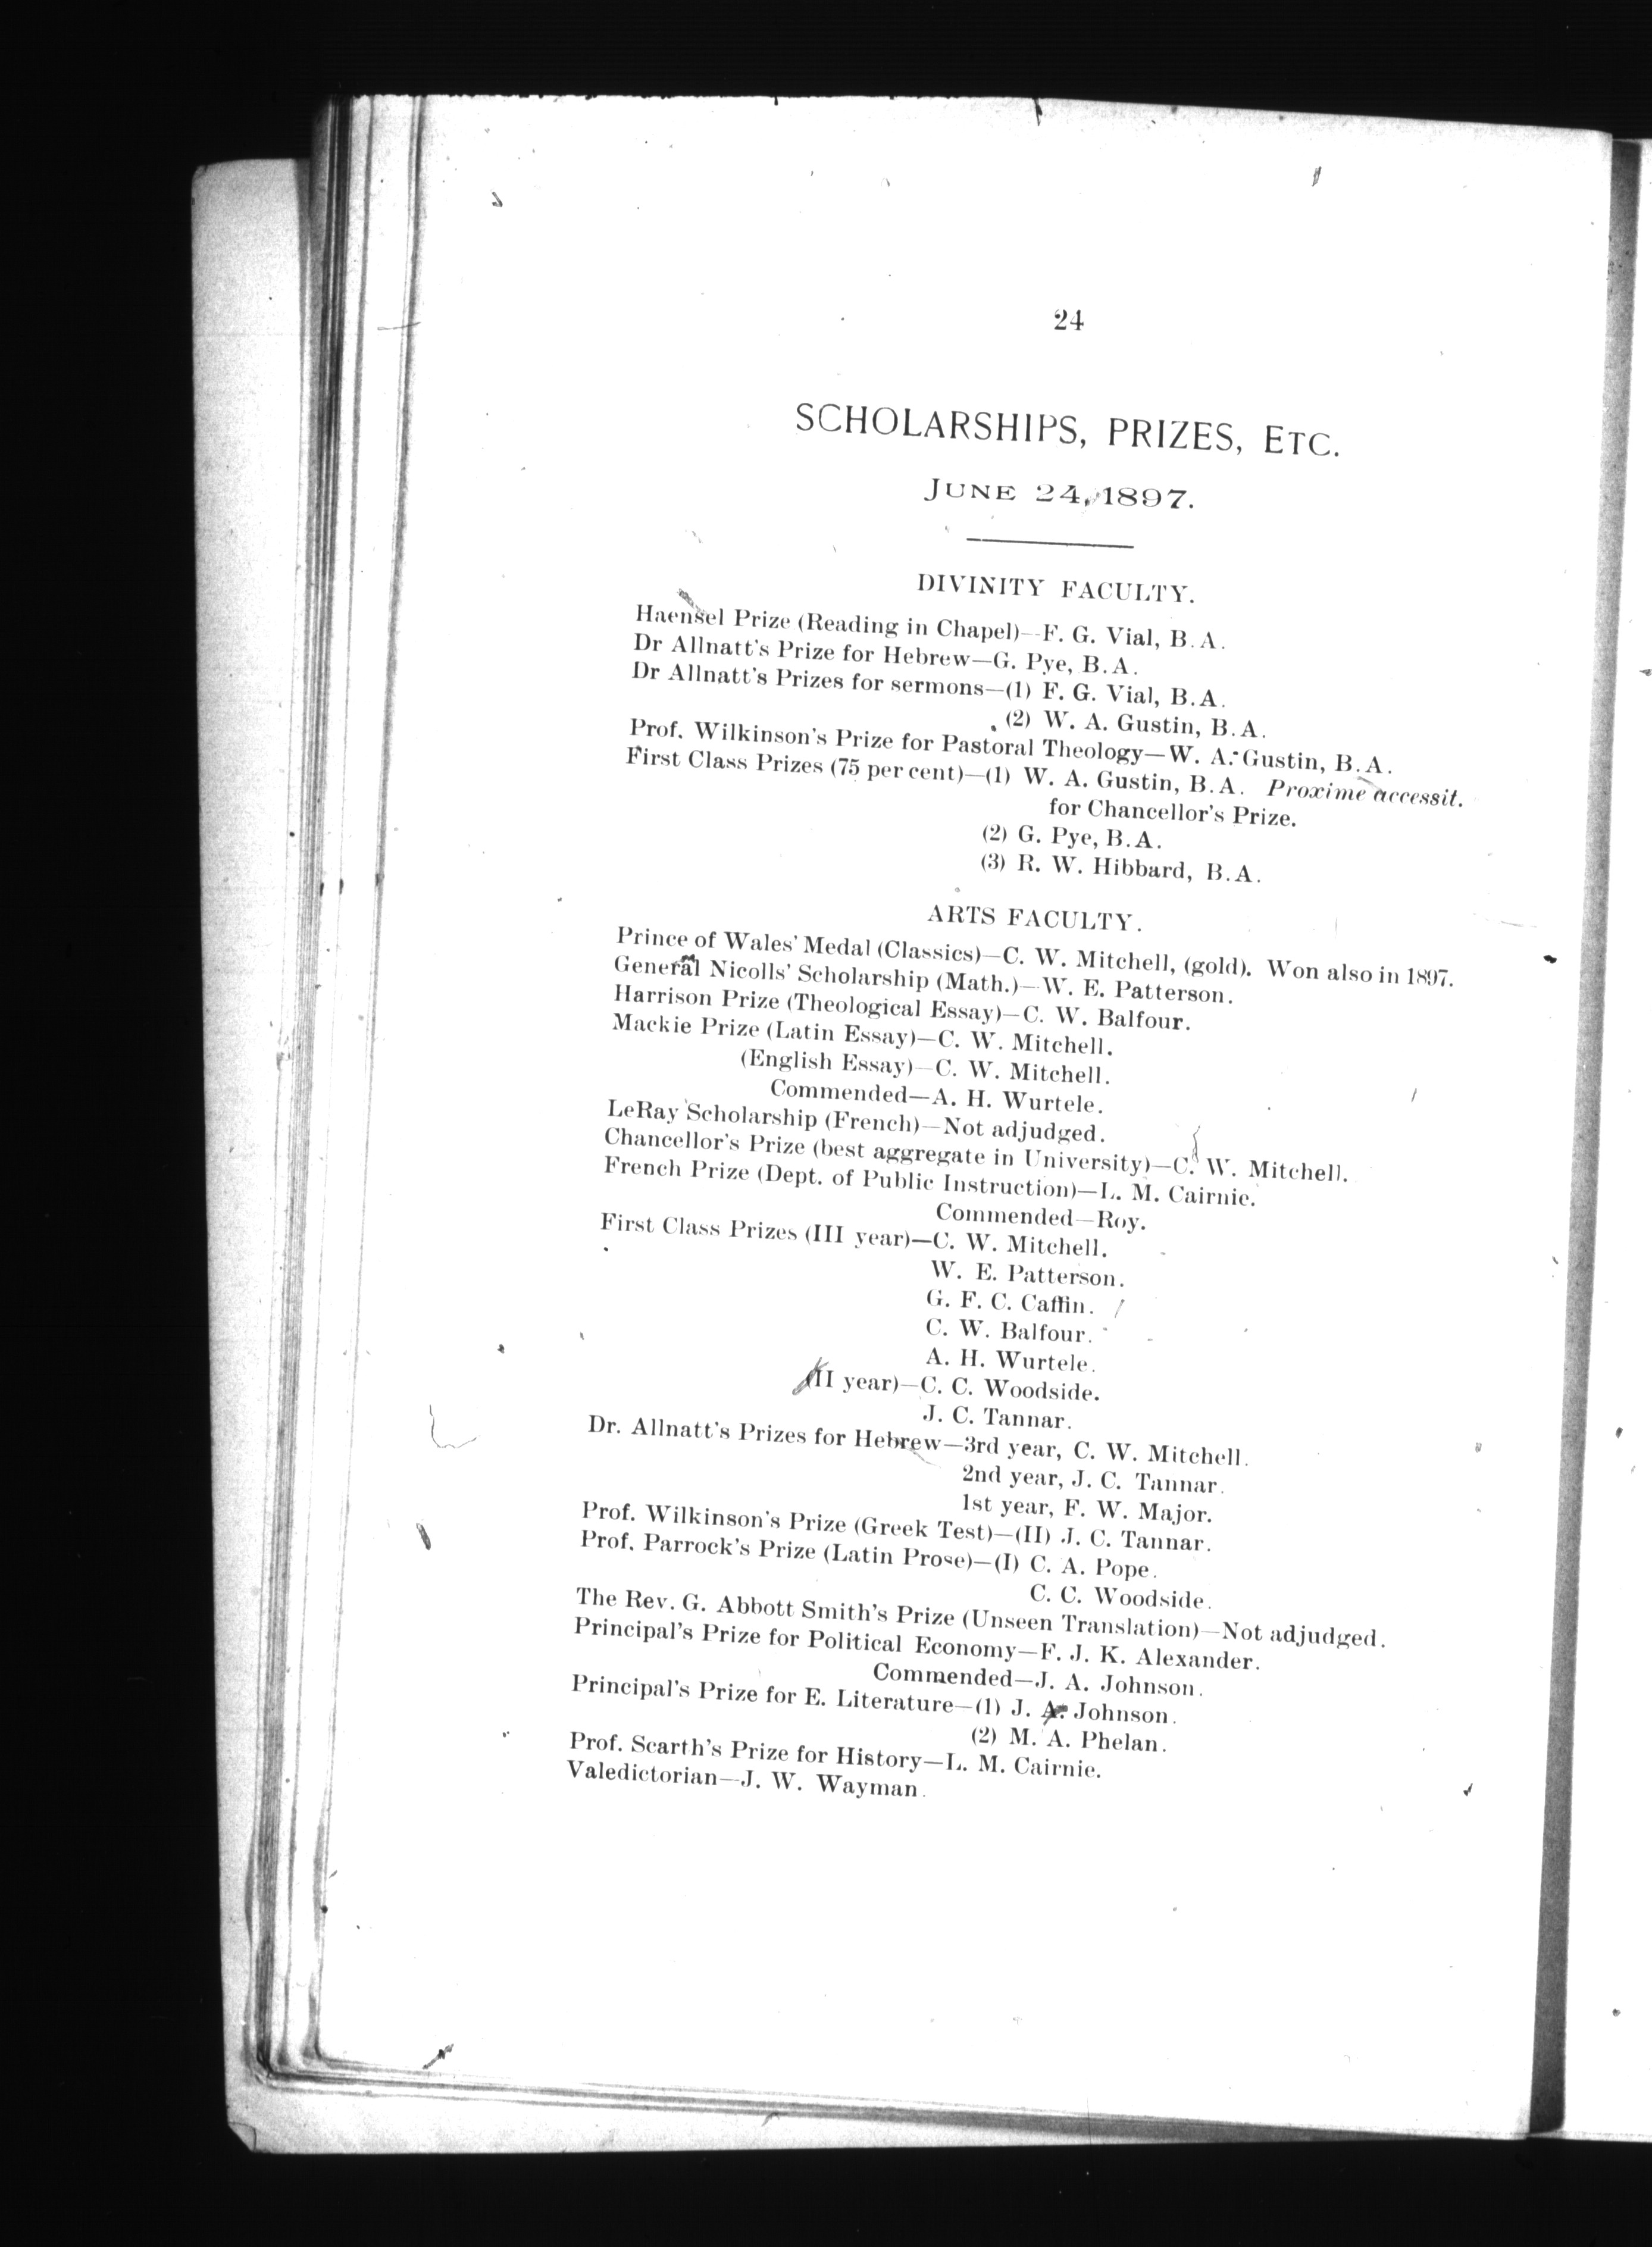 24
SCHOLARSHIPS, PRIZES, ETC.
JUNE 24, 1897.
DIVINITY FACULTY.
Haensel Prize (Reading in Chapel)—F. G. Vial, B.A.
Dr Allnatt's Prize for Hebrew—G. Pye, B.A.
Dr Allnatt's Prizes for sermons—(1) F. G. Vial, B.A.
(2) W. A. Gustin, B.A.
Prof. Wilkinson's Prize for Pastoral Theology—W. A. Gustin, B.A.
First Class Prizes (75 per cent)—(1) W. A. Gustin, B.A. Proxime accessit.
for Chancellor's Prize.
(2) G. Pye, B.A.
(3) R. W. Hibbard, B.A.
ARTS FACULTY.
Prince of Wales' Medal (Classics)—C. W. Mitchell, (gold). Won also in 1897.
General Nicolls' Scholarship (Math.)—W. E. Patterson.
Harrison Prize (Theological Essay)—C. W. Balfour.
Mackie Prize (Latin Essay)—C. W. Mitchell.
(English Essay)—C. W. Mitchell.
Commended—A. H. Wurtele.
LeRay Scholarship (French)—Not adjudged.
Chancellor's Prize (best aggregate in University)—C. W. Mitchell.
French Prize (Dept. of Public Instruction)—L. M. Cairnie.
Commended—Roy.
First Class Prizes (III year)—C. W. Mitchell.
W. E. Patterson.
G. F. C. Caffin.
C. W. Balfour.
A. H. Wurtele.
(II year)—C. C. Woodside.
J. C. Tannar.
Dr. Allnatt's Prizes for Hebrew—3rd year, C. W. Mitchell.
2nd year, J. C. Tannar.
1st year, F. W. Major.
Prof. Wilkinson's Prize (Greek Test)—(II) J. C. Tannar.
Prof. Parrock's Prize (Latin Prose)—(I) C. A. Pope.
C. C. Woodside.
The Rev. G. Abbott Smith's Prize (Unseen Translation)—Not adjudged.
Principal's Prize for Political Economy—F. J. K. Alexander.
Commended—J. A. Johnson.
Principal's Prize for E. Literature—(1) J. A. Johnson.
(2) M. A. Phelan.
Prof. Scarth's Prize for History—L. M. Cairnie.
Valedictorian—J. W. Wayman.